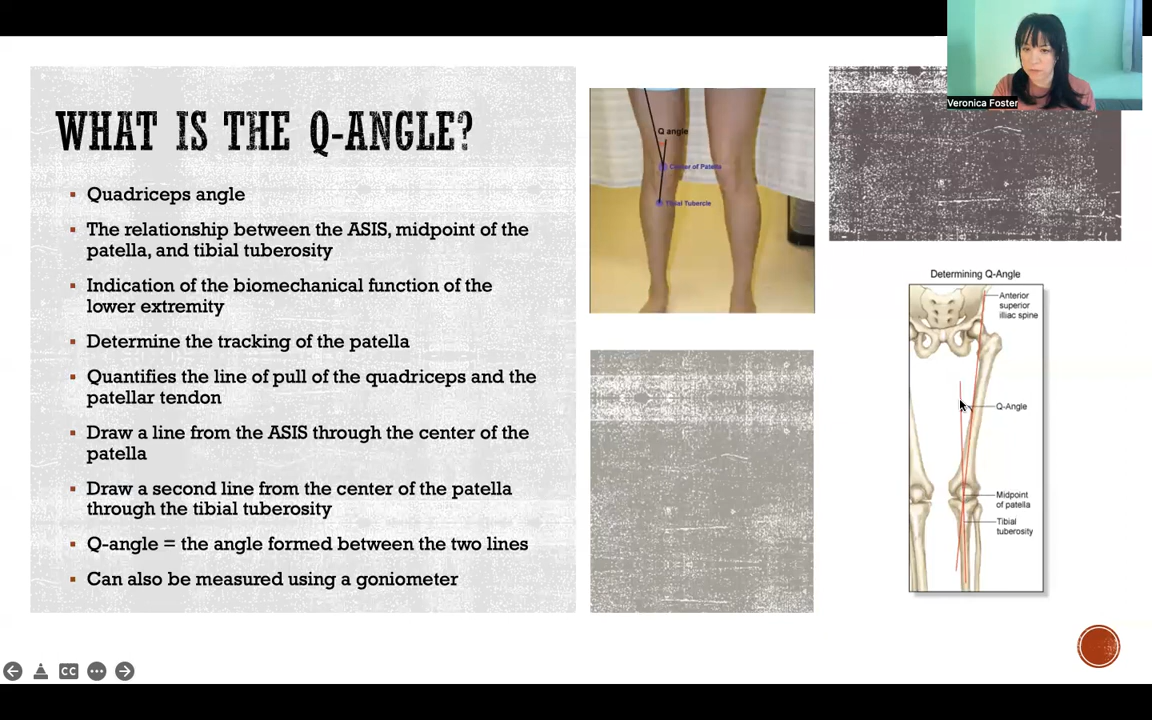 Veronica Foster
WHAT IS THE Q-ANGLE?
Quadriceps angle
The relationship between the ASIS, midpoint of the
patella, and tibial tuberosity
Indication of the biomechanical function of the
lower extremity
Determine the tracking of the patella
Quantifies the line of pull of the quadriceps and the
patellar tendon
Draw a line from the ASIS through the center of the
patella
Draw a second line from the center of the patella
through the tibial tuberosity
Q-angle = the angle formed between the two lines
Can also be measured using a goniometer
Q angle
Center of Patella
Tibial Tubercle
Determining Q-Angle
Anterior
superior
illiac spine
Q-Angle
Midpoint
of patella
Tibial
tuberosity
CC